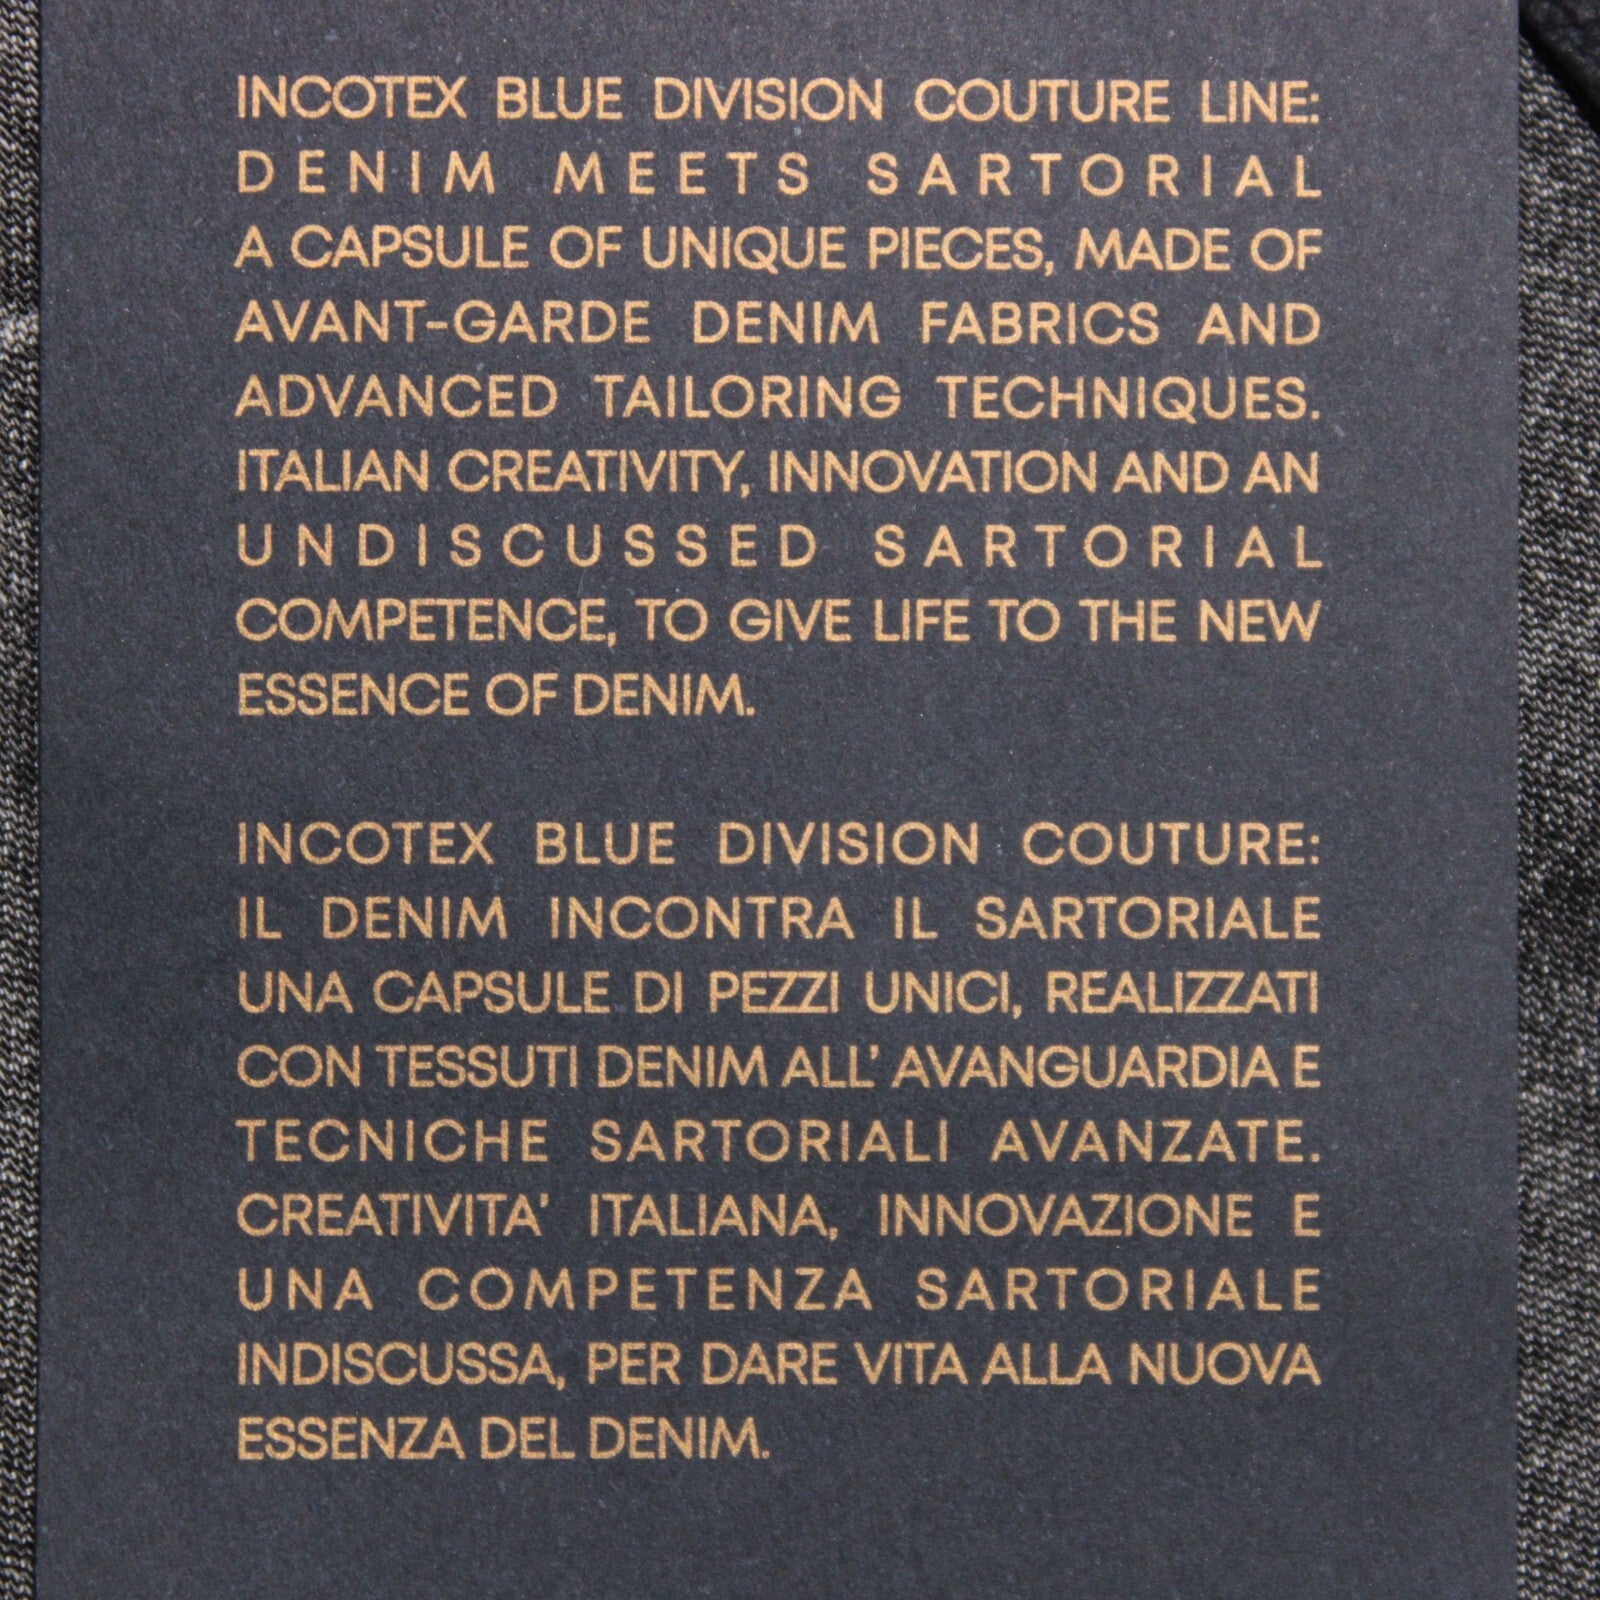 INCOTEX BLUE DIVISION COUTURE LINE:
DENIM MEETS SARTORIAL
A CAPSULE OF UNIQUE PIECES, MADE OF
AVANT-GARDE DENIM FABRICS AND
ADVANCED TAILORING TECHNIQUES.
ITALIAN CREATIVITY, INNOVATION AND AN
UNDISCUSSED SARTORIAL
COMPETENCE, TO GIVE LIFE TO THE NEW
ESSENCE OF DENIM.
INCOTEX BLUE DIVISION COUTURE:
IL DENIM INCONTRA IL SARTORIALE
UNA CAPSULE DI PEZZI UNICI, REALIZZATI
CON TESSUTI DENIM ALL’ AVANGUARDIA E
TECNICHE SARTORIALI AVANZATE.
CREATIVITA’ ITALIANA, INNOVAZIONE E
UNA COMPETENZA SARTORIALE
INDISCUSSA, PER DARE VITA ALLA NUOVA
ESSENZA DEL DENIM.